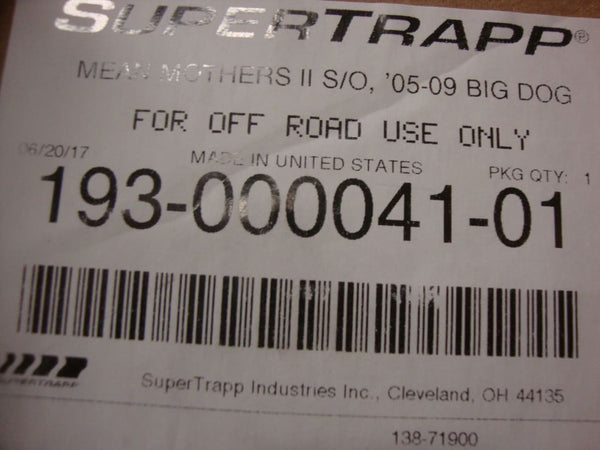 SUPERTRAPP®
MEAN MOTHERS II S/O, '05-09 BIG DOG
FOR OFF ROAD USE ONLY
06/20/17 MADE IN UNITED STATES PKG QTY: 1
193-000041-01
SUPERTRAPP SuperTrapp Industries Inc., Cleveland, OH 44135
138-71900